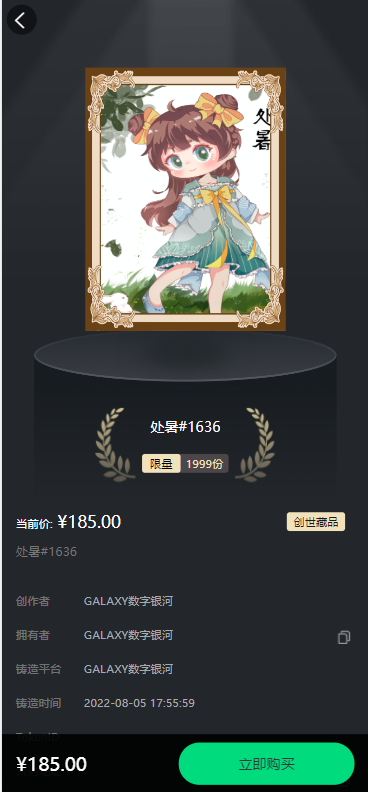 处
暑
处暑#1636
限量 1999份
当前价: ¥185.00 创世藏品
处暑#1636
创作者 GALAXY数字银河
拥有者 GALAXY数字银河
铸造平台 GALAXY数字银河
铸造时间 2022-08-05 17:55:59
¥185.00 立即购买